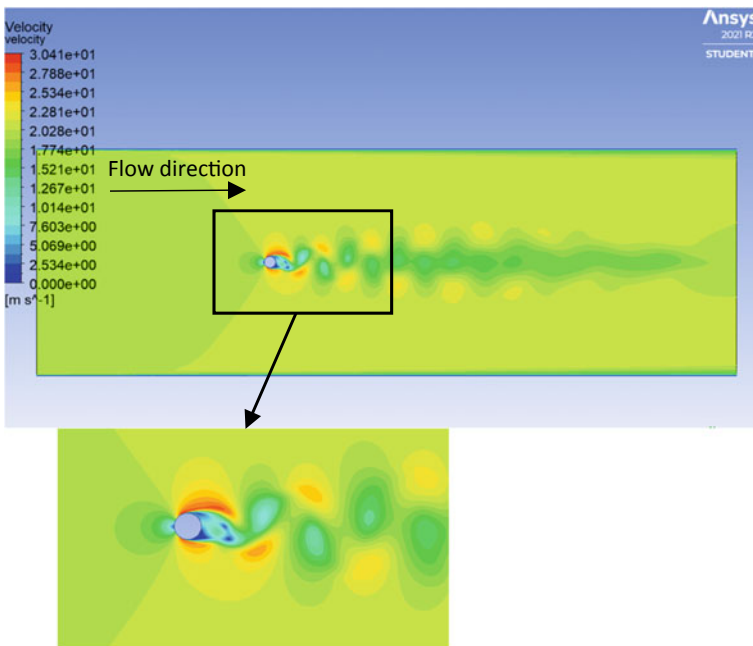 Velocity
velocity
3.041e+01
2.788e+01
2.534e+01
2.281e+01
2.028e+01
1.774e+01
1.521e+01
1.267e+01
1.014e+01
7.603e+00
5.069e+00
2.534e+00
0.000e+00
[m s^-1]
Flow direction
Ansys
2021 R
STUDENT